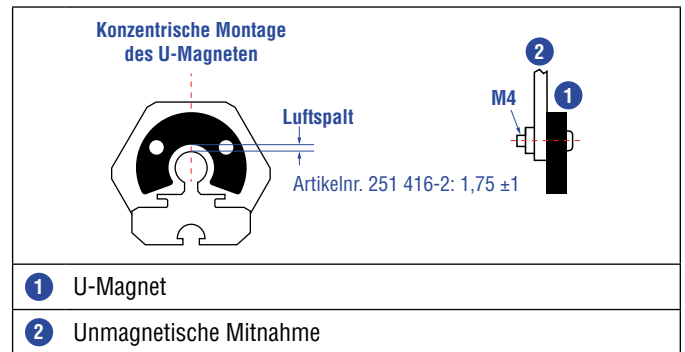 Konzentrische Montage
des U-Magneten
2
1
M4
Luftspalt
Artikelnr. 251 416-2: 1,75 ±1
1 U-Magnet
2 Unmagnetische Mitnahme